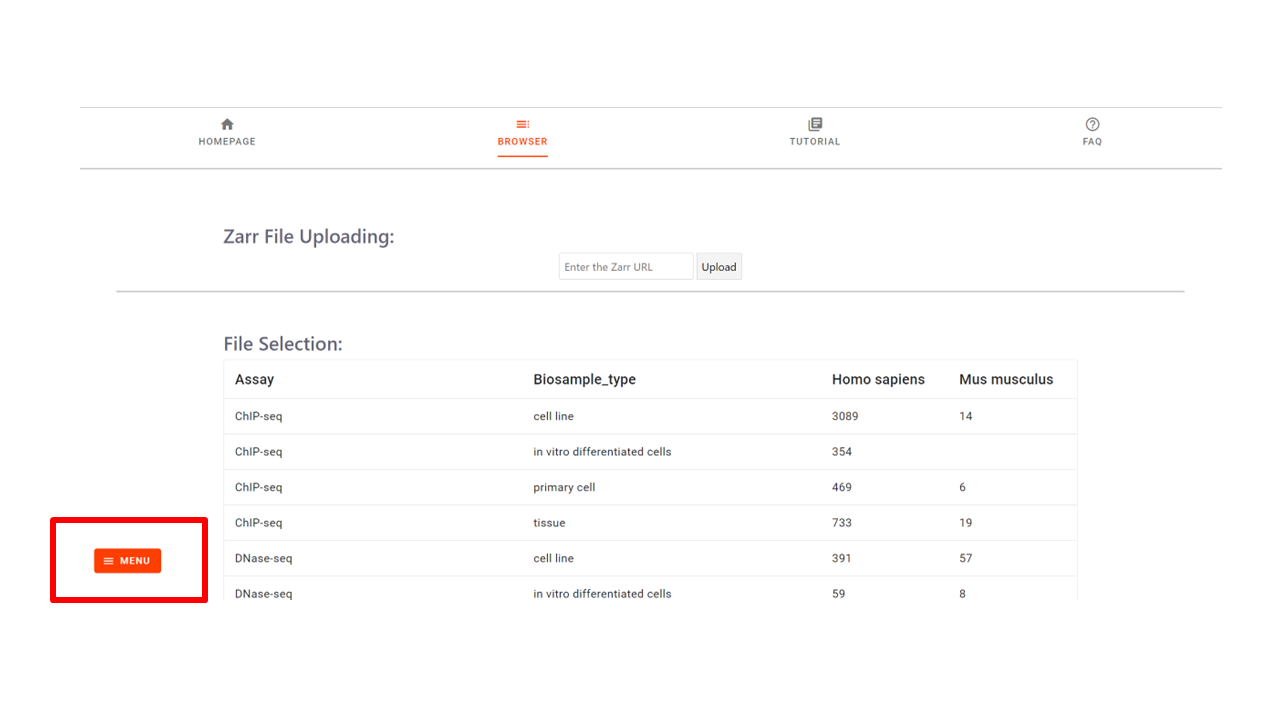 HOMEPAGE BROWSER TUTORIAL FAQ
Zarr File Uploading:
Enter the Zarr URL Upload
File Selection:
Assay Biosample_type Homo sapiens Mus musculus
ChIP-seq cell line 3089 14
ChIP-seq in vitro differentiated cells 354
ChIP-seq primary cell 469 6
ChIP-seq tissue 733 19
DNase-seq cell line 391 57
MENU
DNase-seq in vitro differentiated cells 59 8